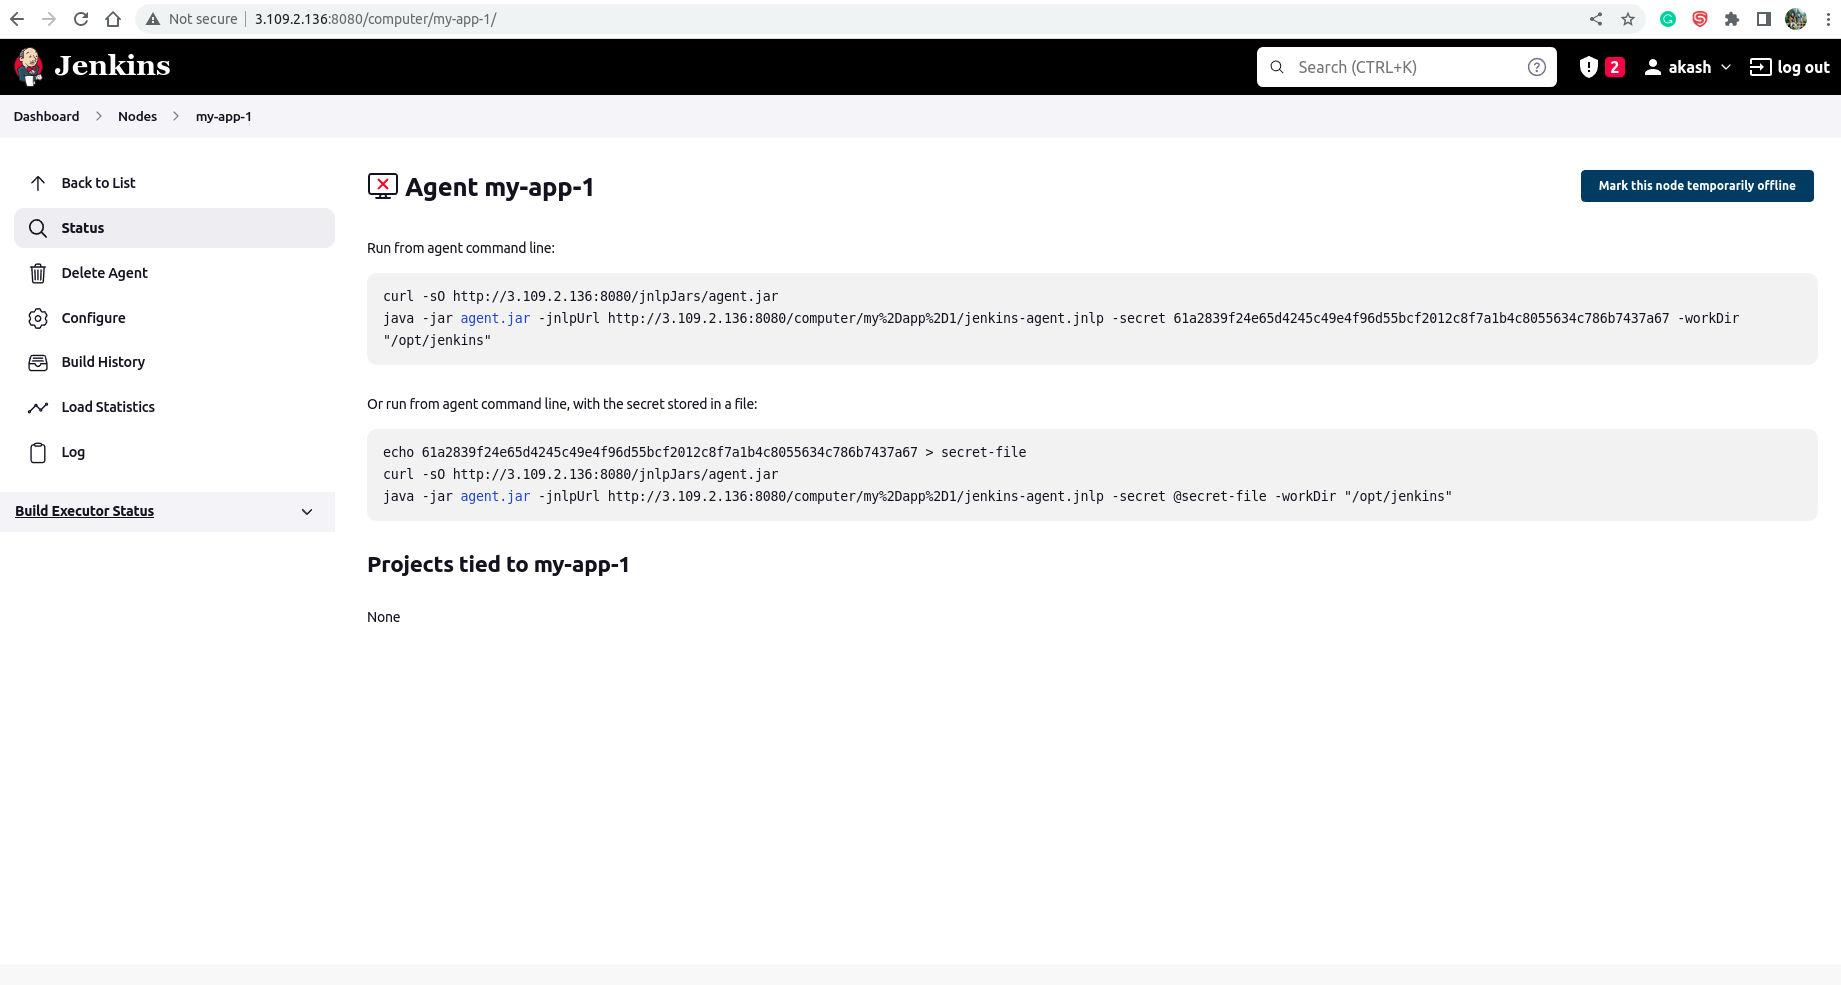 Not secure 3.109.2.136:8080/computer/my-app-1/
Jenkins
Search (CTRL+K)
2
akash
log out
Dashboard Nodes my-app-1
Back to List
Status
Delete Agent
Configure
Build History
Load Statistics
Log
Build Executor Status
Agent my-app-1
Mark this node temporarily offline
Run from agent command line:
curl -sO http://3.109.2.136:8080/jnlpJars/agent.jar
java -jar agent.jar -jnlpUrl http://3.109.2.136:8080/computer/my%2Dapp%2D1/jenkins-agent.jnlp -secret 61a2839f24e65d4245c49e4f96d55bcf2012c8f7a1b4c8055634c786b7437a67 -workDir
"/opt/jenkins"
Or run from agent command line, with the secret stored in a file:
echo 61a2839f24e65d4245c49e4f96d55bcf2012c8f7a1b4c8055634c786b7437a67 > secret-file
curl -sO http://3.109.2.136:8080/jnlpJars/agent.jar
java -jar agent.jar -jnlpUrl http://3.109.2.136:8080/computer/my%2Dapp%2D1/jenkins-agent.jnlp -secret @secret-file -workDir "/opt/jenkins"
Projects tied to my-app-1
None